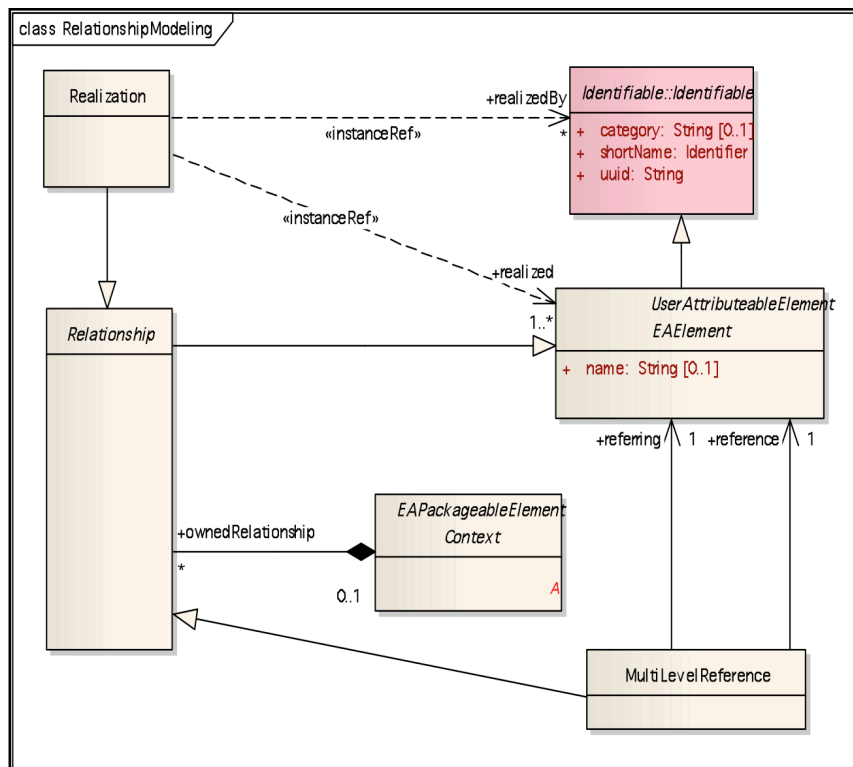 class RelationshipModeling
Realization
+realizedBy
«instanceRef»
*
Identifiable::Identifiable
+ category: String [0..1]
+ shortName: Identifier
+ uuid: String
«instanceRef»
+realized
1..*
Relationship
UserAttributeableElement
EAElement
+ name: String [0..1]
+referring 1 +reference 1
+ownedRelationship
*
0..1
EAPackageableElement
Context
A
MultiLevelReference